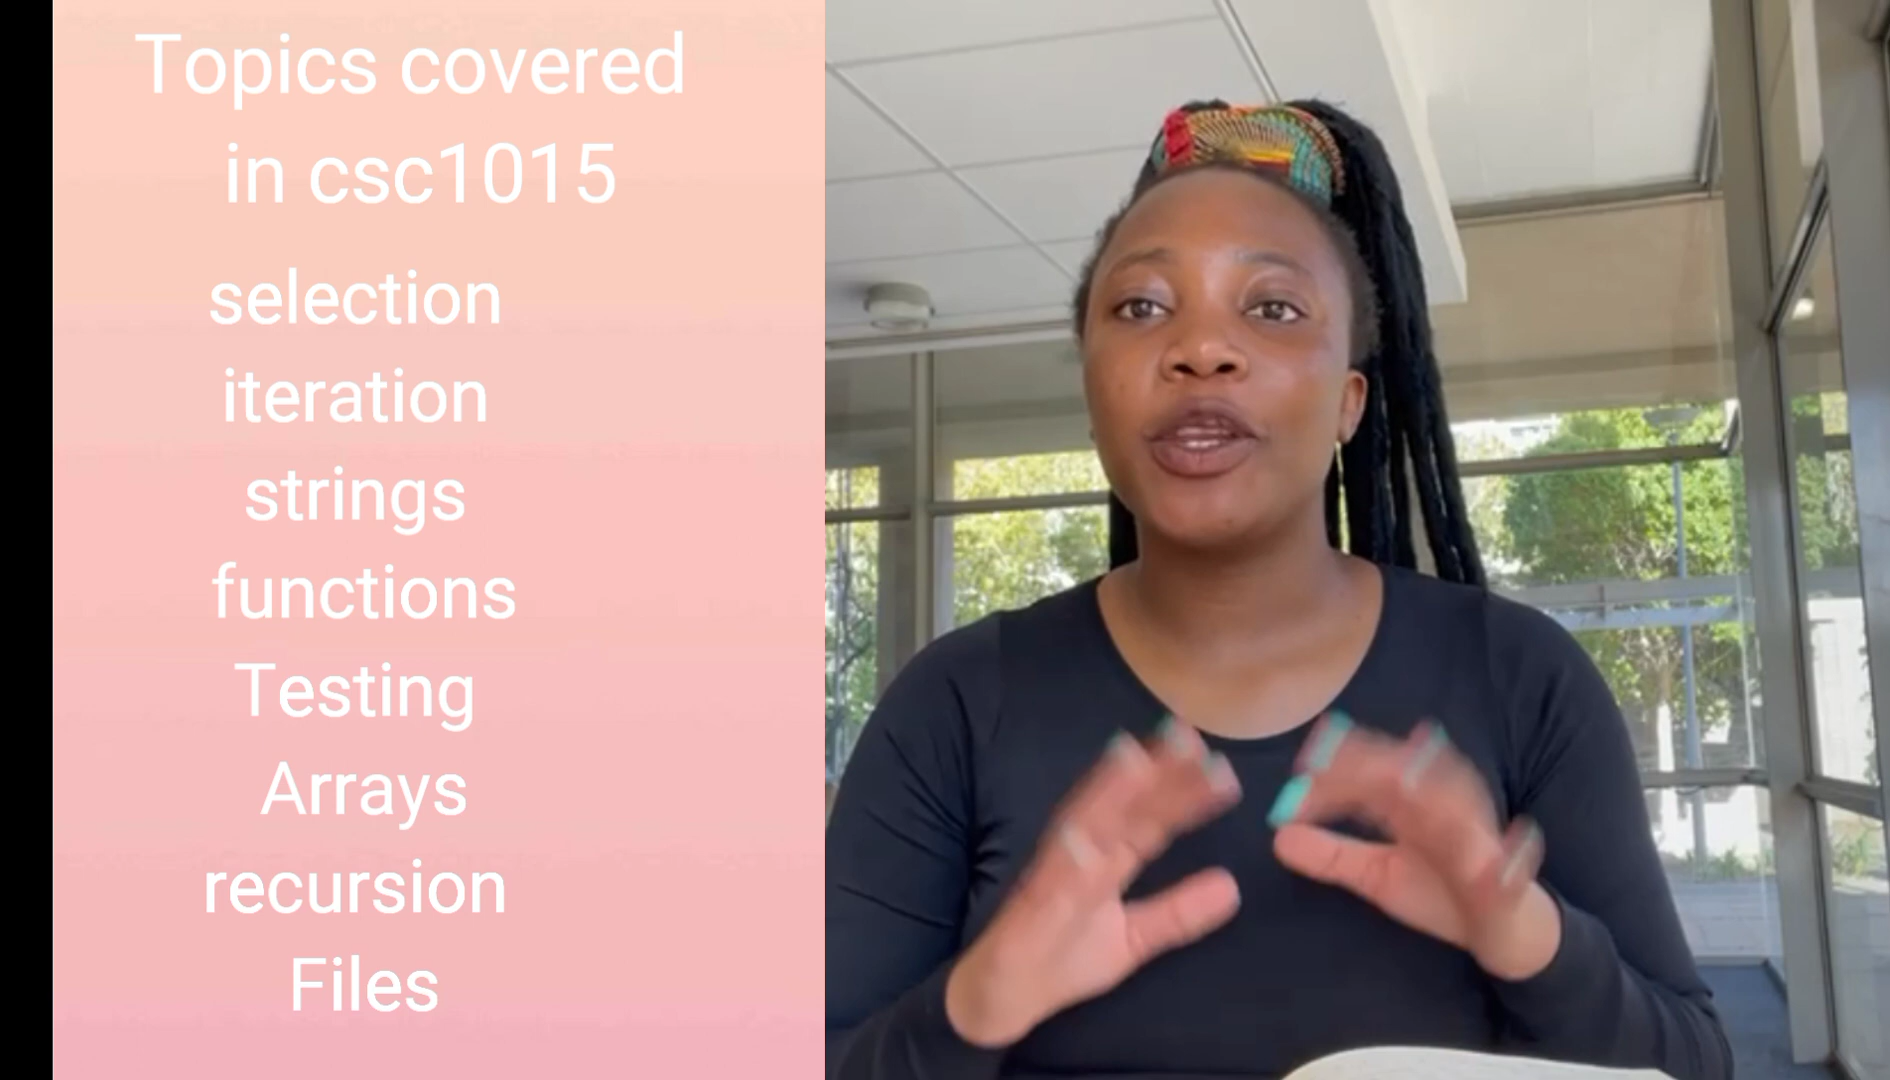 Topics covered
in csc1015
selection
iteration
strings
functions
Testing
Arrays
recursion
Files